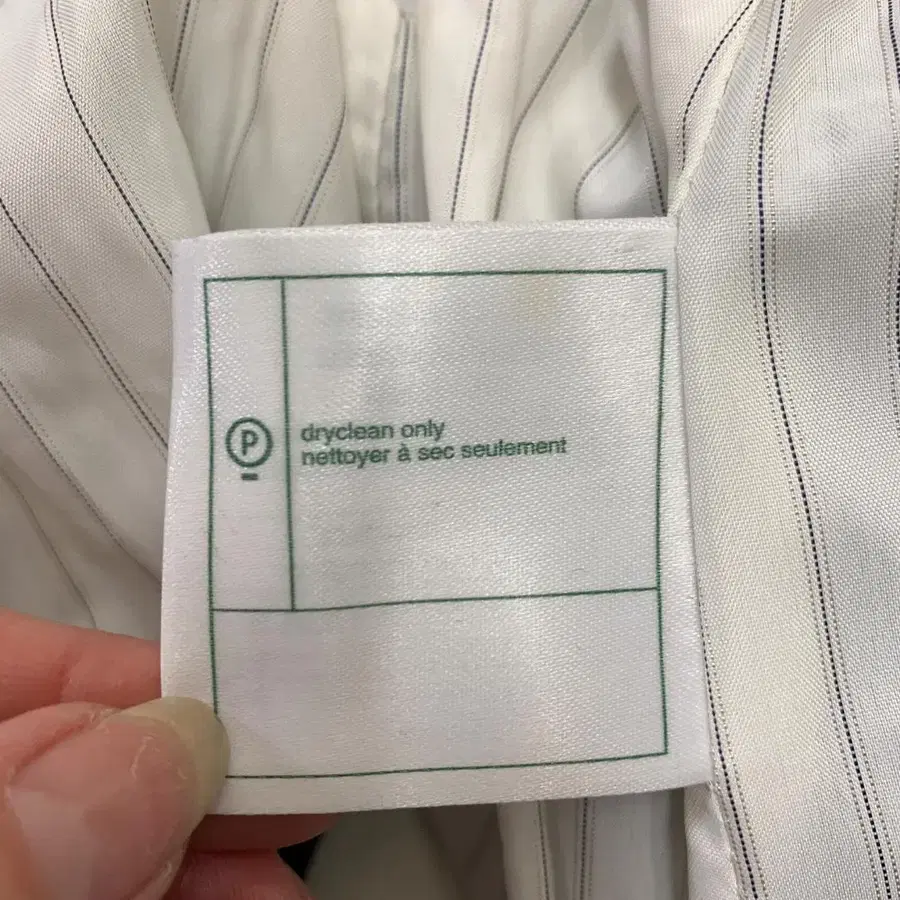 P
dryclean only
nettoyer à sec seulement